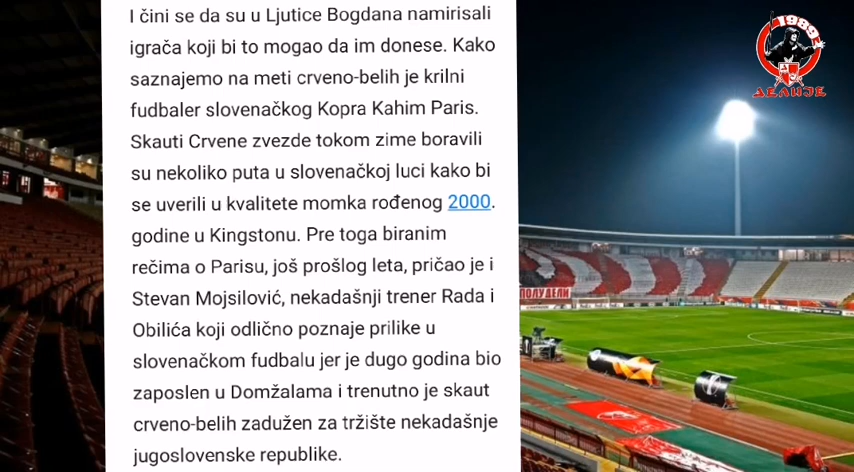 I čini se da su u Ljutice Bogdana namirisali
igrača koji bi to mogao da im donese. Kako
saznajemo na meti crveno-belih je krilni
fudbaler slovenačkog Kopra Kahim Paris.
Skauti Crvene zvezde tokom zime boravili
su nekoliko puta u slovenačkoj luci kako bi
se uverili u kvalitete momka rođenog 2000.
godine u Kingstonu. Pre toga biranim
rečima o Parisu, još prošlog leta, pričao je i
Stevan Mojsilović, nekadašnji trener Rada i
Obilića koji odlično poznaje prilike u
slovenačkom fudbalu jer je dugo godina bio
zaposlen u Domžalama i trenutno je skaut
crveno-belih zadužen za tržište nekadašnje
jugoslovenske republike.
1989
ДЕЛИЈЕ
ПОЛУДЕЛИ